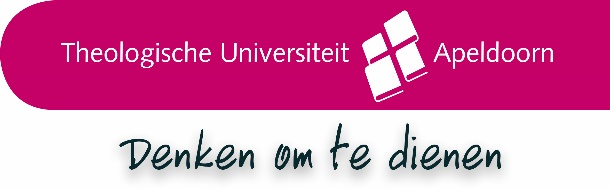 Theologische Universiteit Apeldoorn
Denken om te dienen